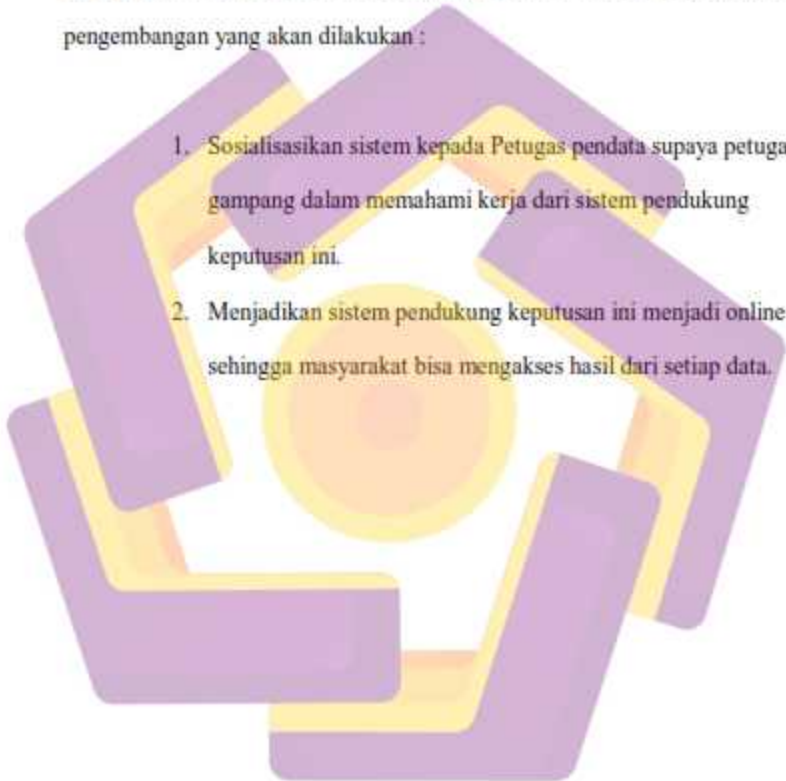 pengembangan yang akan dilakukan :
1. Sosialisasikan sistem kepada Petugas pendata supaya petuga
gampang dalam memahami kerja dari sistem pendukung
keputusan ini.
2. Menjadikan sistem pendukung keputusan ini menjadi online
sehingga masyarakat bisa mengakses hasil dari setiap data.